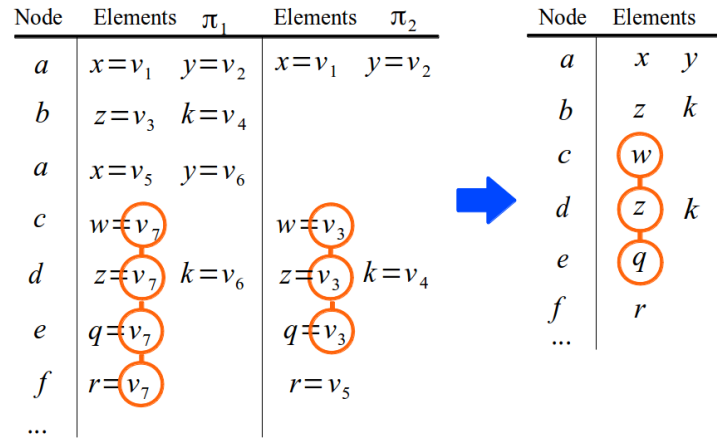 Node Elements π₁ Elements π₂
a x=v₁ y=v₂ x=v₁ y=v₂
b z=v₃ k=v₄
a x=v₅ y=v₆
c w=v₇ w=v₃
d z=v₇ k=v₆ z=v₃ k=v₄
e q=v₇ q=v₃
f r=v₇ r=v₅
...
Node Elements
a x y
b z k
c w
d z k
e q
f r
...